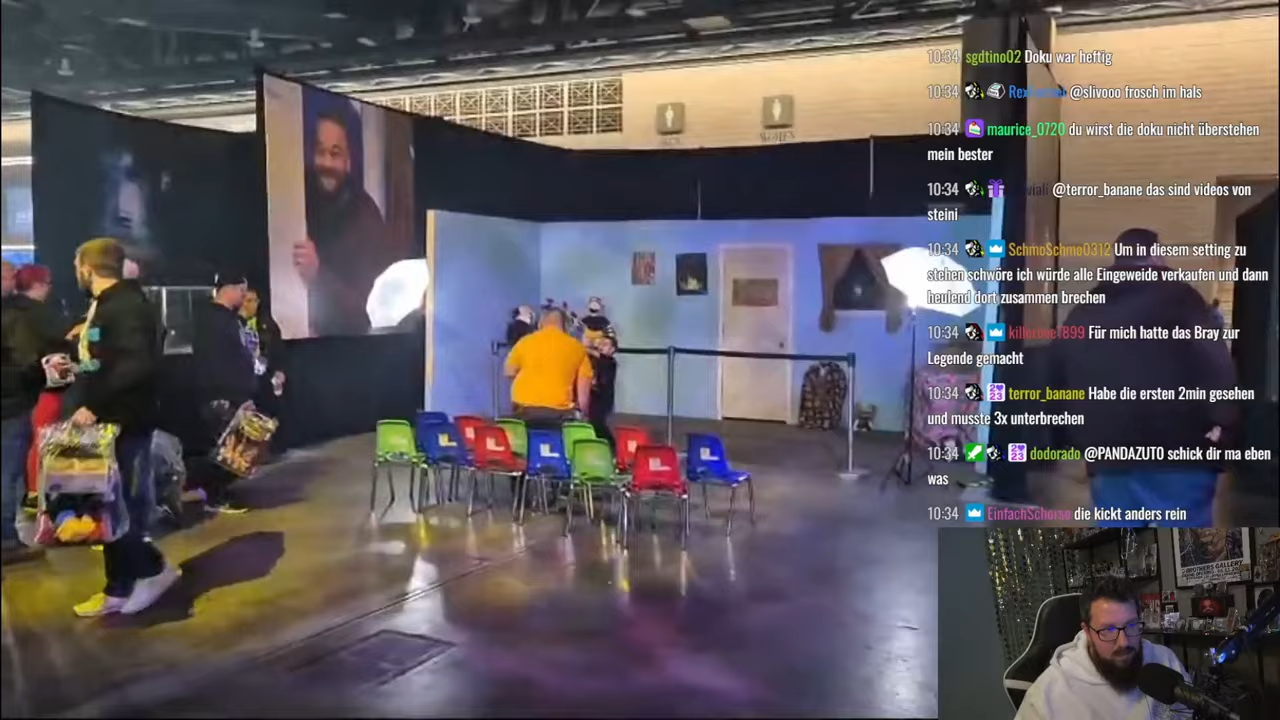 10:34 sgdtino02 Doku war heftig
10:34 @slivooo frosch im hals
10:34 maurice_0720 du wirst die doku nicht überstehen
mein bester
10:34 @terror_banane das sind videos von
steini
10:34 SchmoSchmo0312 Um in diesem setting zu
stehen schwöre ich würde alle Eingeweide verkaufen und dann
heulend dort zusammen brechen
10:34 Für mich hatte das Bray zur
Legende gemacht
10:34 terror_banane Habe die ersten 2min gesehen
und musste 3x unterbrechen
10:34 dodorado @PANDAZUTO schick dir ma eben
was
10:34 EinfachSchorse die kickt anders rein
BROTHERS GALLERY